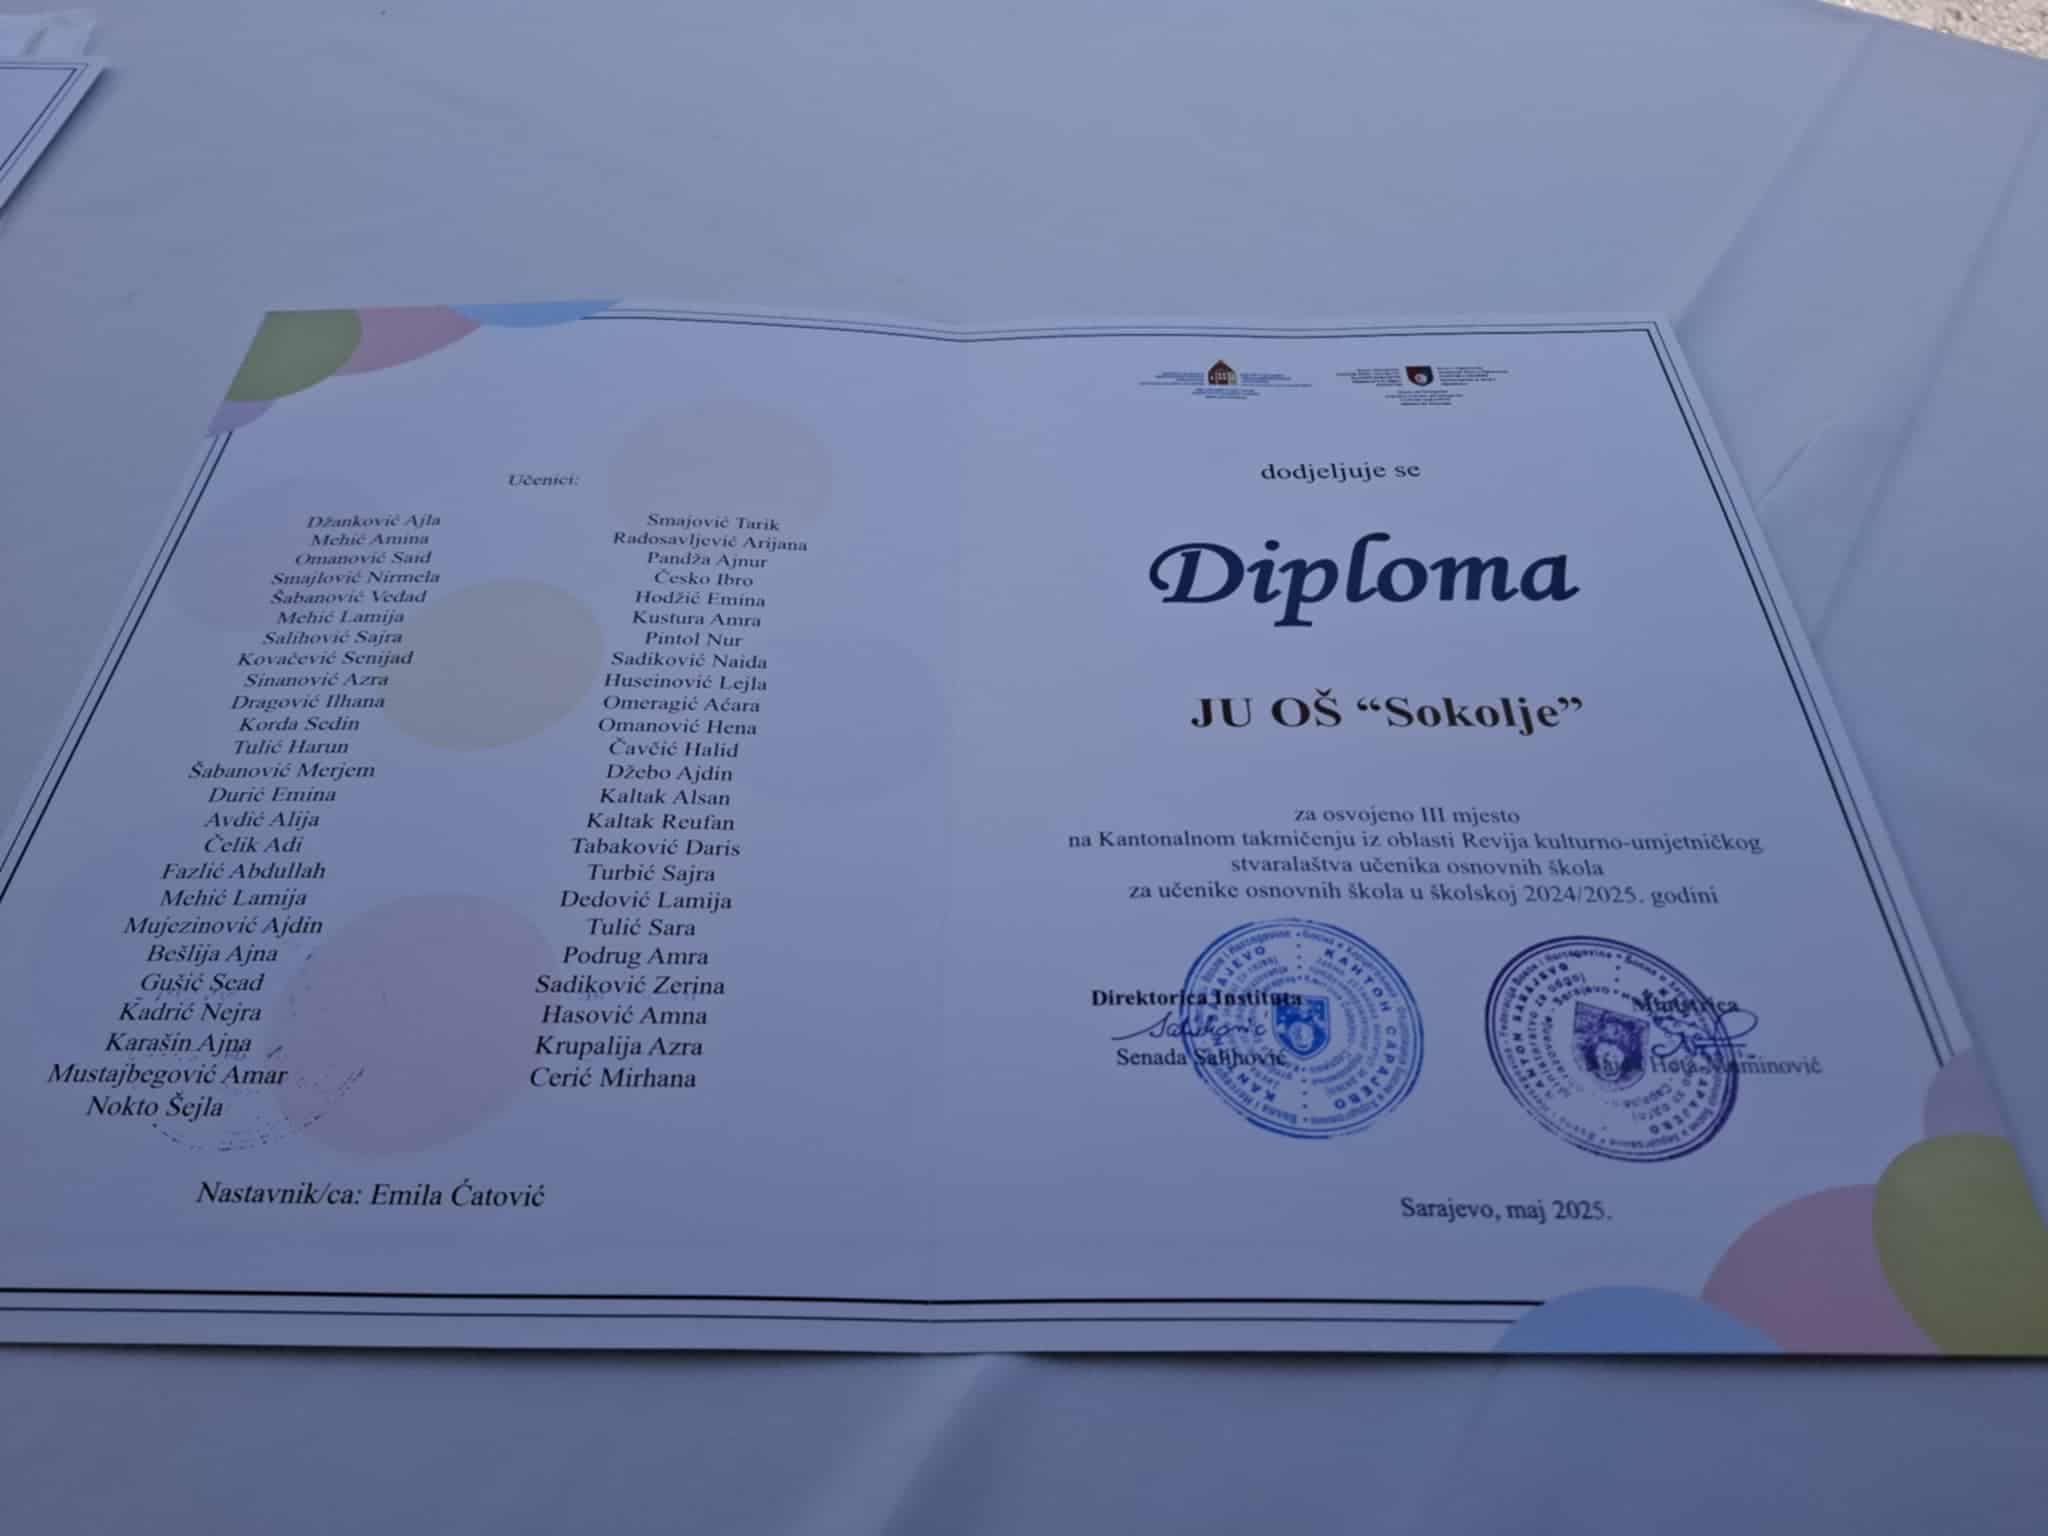 Učenici:
Džanković Ajla
Mehić Amina
Omanović Said
Smajlović Nirmela
Šabanović Vedad
Mehić Lamija
Salihović Sajra
Kovačević Senijad
Sinanović Azra
Dragović Ilhana
Korda Sedin
Tulić Harun
Šabanović Merjem
Durić Emina
Avdić Alija
Čelik Adi
Fazlić Abdullah
Mehić Lamija
Mujezinović Ajdin
Bešlija Ajna
Gušić Sead
Kadrić Nejra
Karašin Ajna
Mustajbegović Amar
Nokto Šejla
Smajović Tarik
Radosavljević Arijana
Pandža Ajnur
Česko Ibro
Hodžić Emina
Kustura Amra
Pintol Nur
Sadiković Naida
Huseinović Lejla
Omeragić Aćara
Omanović Hena
Čavčić Halid
Džebo Ajdin
Kaltak Alsan
Kaltak Reufan
Tabaković Daris
Turbić Sajra
Dedović Lamija
Tulić Sara
Podrug Amra
Sadiković Zerina
Hasović Amna
Krupalija Azra
Cerić Mirhana
Nastavnik/ca: Emila Ćatović
dodjeljuje se
Diploma
JU OŠ “Sokolje”
za osvojeno III mjesto
na Kantonalnom takmičenju iz oblasti Revija kulturno-umjetničkog
stvaralaštva učenika osnovnih škola
za učenike osnovnih škola u školskoj 2024/2025. godini
Direktorica Instituta
Senada Salihović
Ministrica
Hota-Muminović
KANTON SARAJEVO
КАНТОН САРАЈЕВО
Sarajevo, maj 2025.